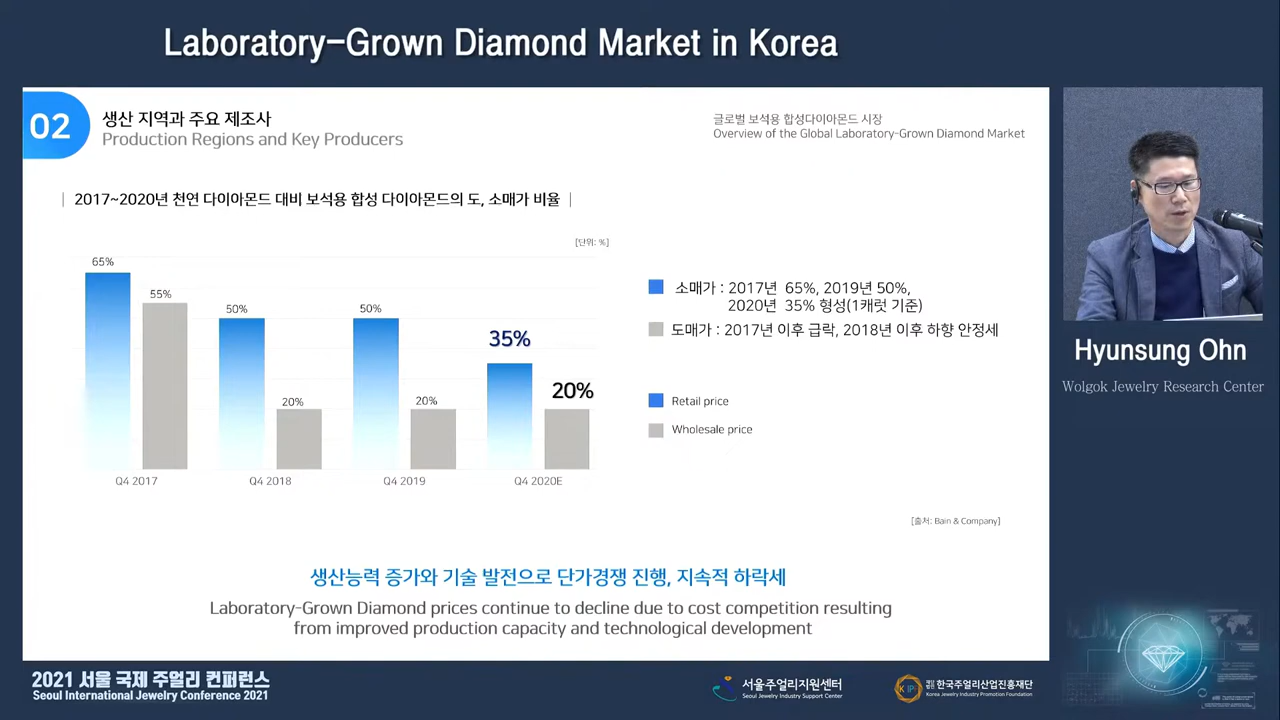 Laboratory-Grown Diamond Market in Korea
02
생산 지역과 주요 제조사
Production Regions and Key Producers
글로벌 보석용 합성다이아몬드 시장
Overview of the Global Laboratory-Grown Diamond Market
2017~2020년 천연 다이아몬드 대비 보석용 합성 다이아몬드의 도, 소매가 비율
[단위: %]
65%
55%
50%
20%
50%
20%
35%
20%
Q4 2017
Q4 2018
Q4 2019
Q4 2020E
소매가 : 2017년 65%, 2019년 50%,
2020년 35% 형성(1캐럿 기준)
도매가 : 2017년 이후 급락, 2018년 이후 하향 안정세
Retail price
Wholesale price
[출처: Bain & Company]
생산능력 증가와 기술 발전으로 단가경쟁 진행, 지속적 하락세
Laboratory-Grown Diamond prices continue to decline due to cost competition resulting
from improved production capacity and technological development
Hyunsung Ohn
Wolgok Jewelry Research Center
2021 서울 국제 주얼리 컨퍼런스
Seoul International Jewelry Conference 2021
서울주얼리지원센터
Seoul Jewelry Industry Support Center
재단법인 한국주얼리산업진흥재단
Korea Jewelry Industry Promotion Foundation